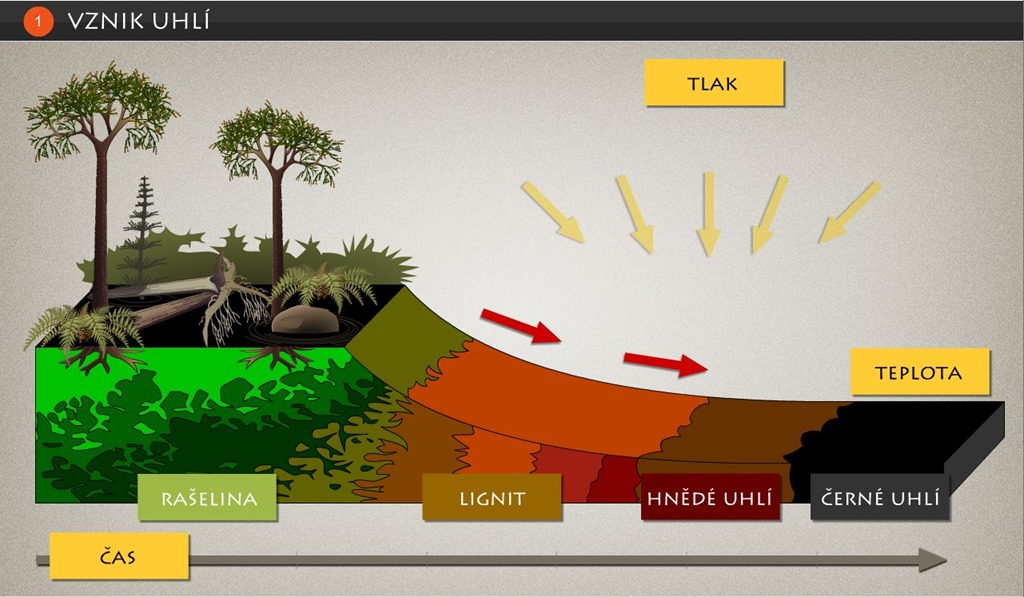 1 VZNIK UHLÍ
TLAK
TEPLOTA
RAŠELINA
LIGNIT
HNĚDÉ UHLÍ
ČERNÉ UHLÍ
ČAS